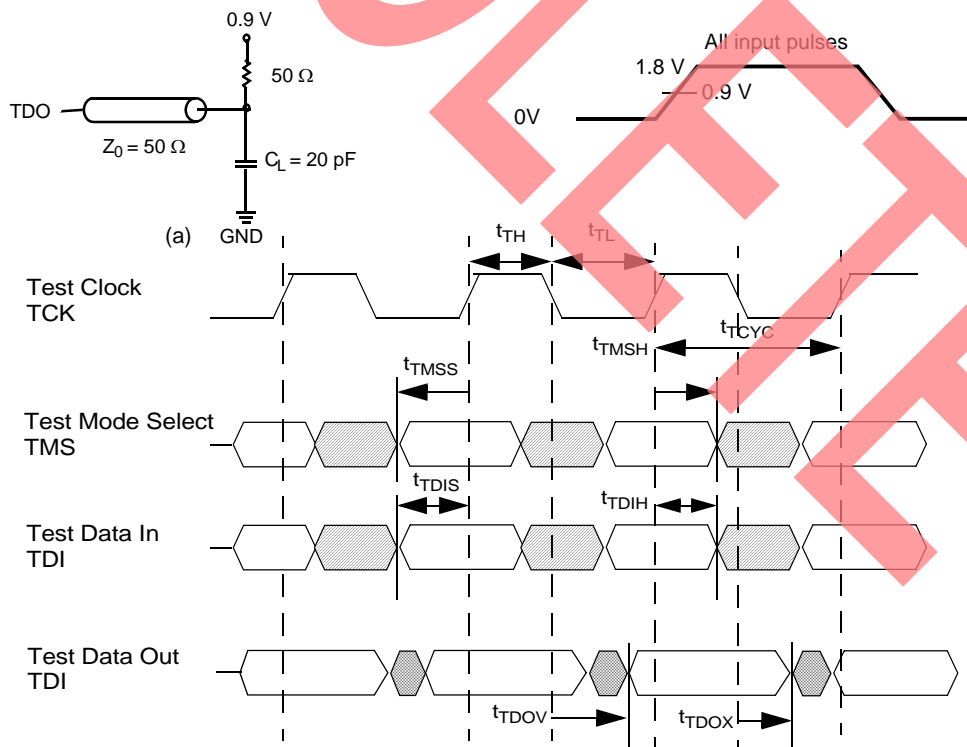 0.9 V
50 Ω
TDO
Z0 = 50 Ω
CL = 20 pF
(a) GND
All input pulses
1.8 V
0.9 V
0V
tTH
tTL
Test Clock
TCK
tTCYC
tTMSH
tTMSS
Test Mode Select
TMS
tTDIS
tTDIH
Test Data In
TDI
Test Data Out
TDI
tTDOV
tTDOX